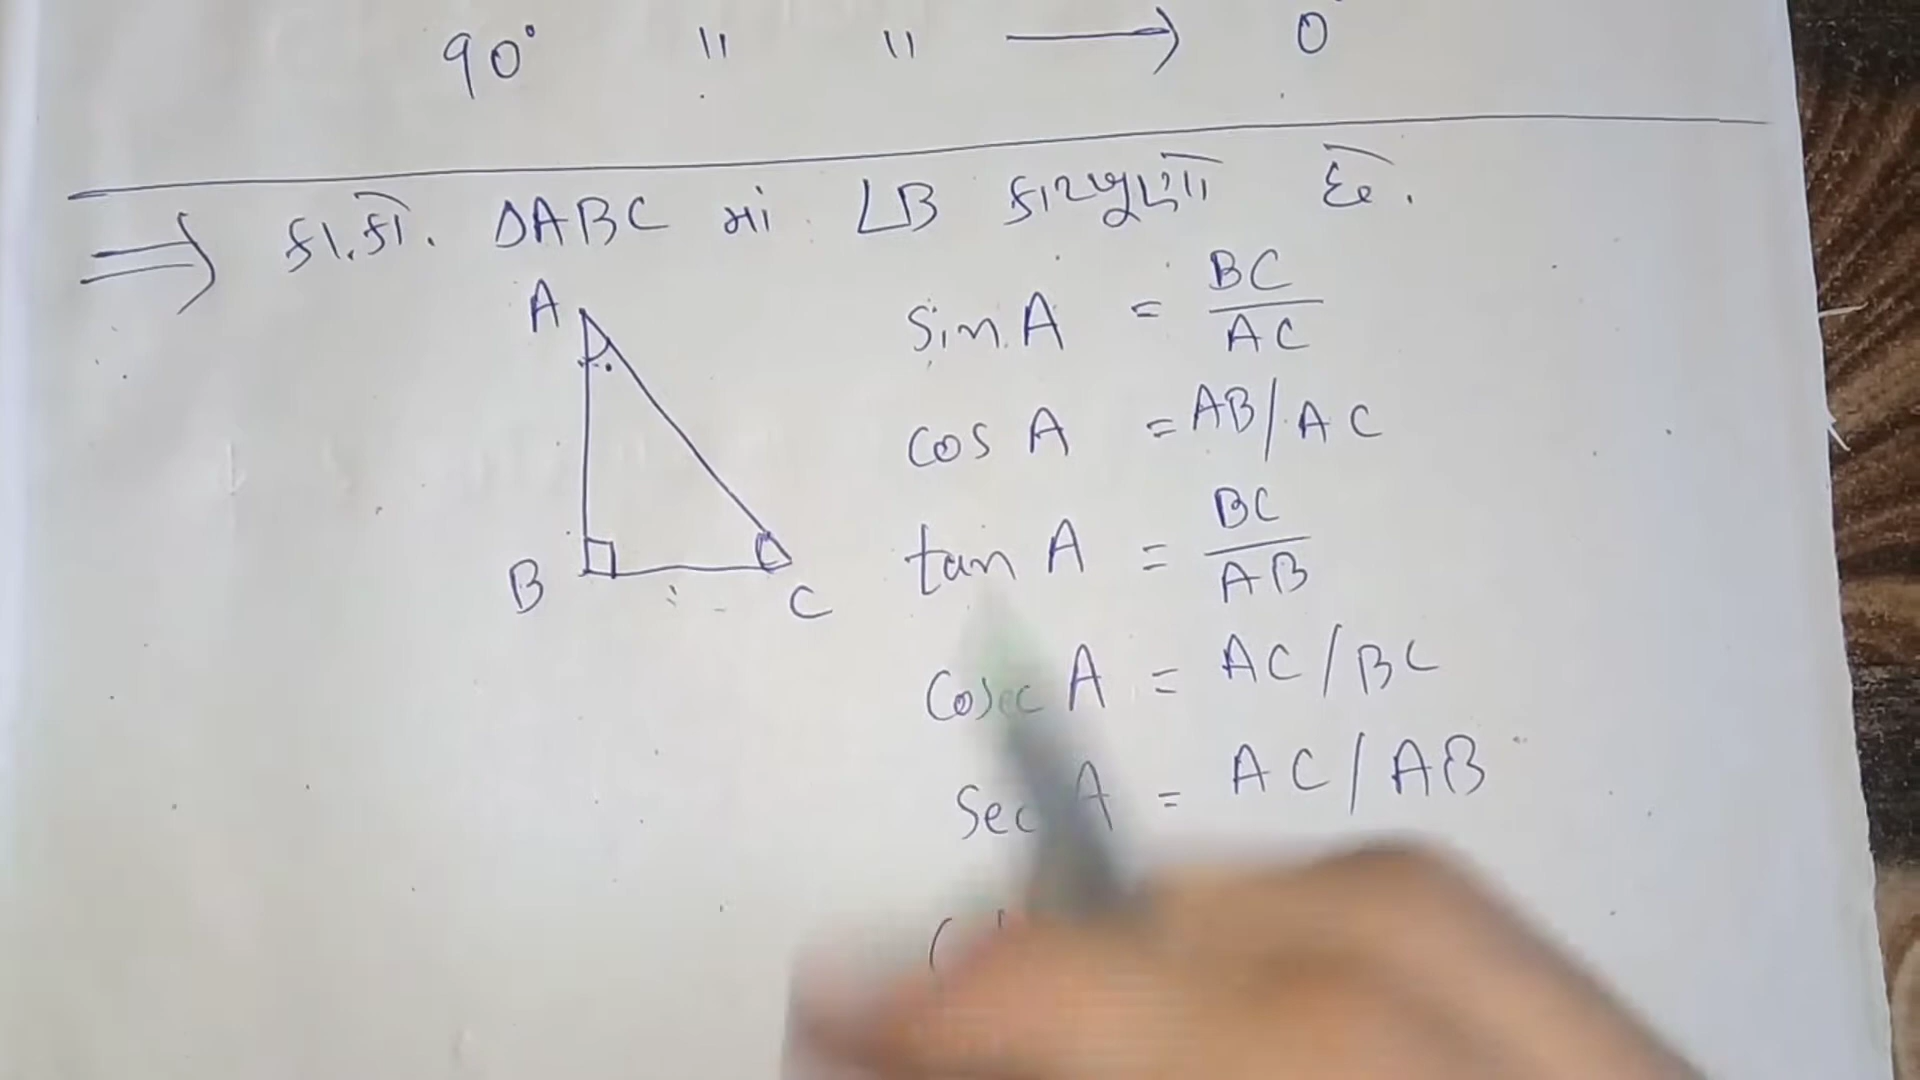 90° " " → 0°
⇒ કા.કો. ΔABC માં ∠B કાટખૂણો છે.
A
B
C
sin A = BC/AC
cos A = AB/AC
tan A = BC/AB
Cosec A = AC/BC
Sec A = AC/AB